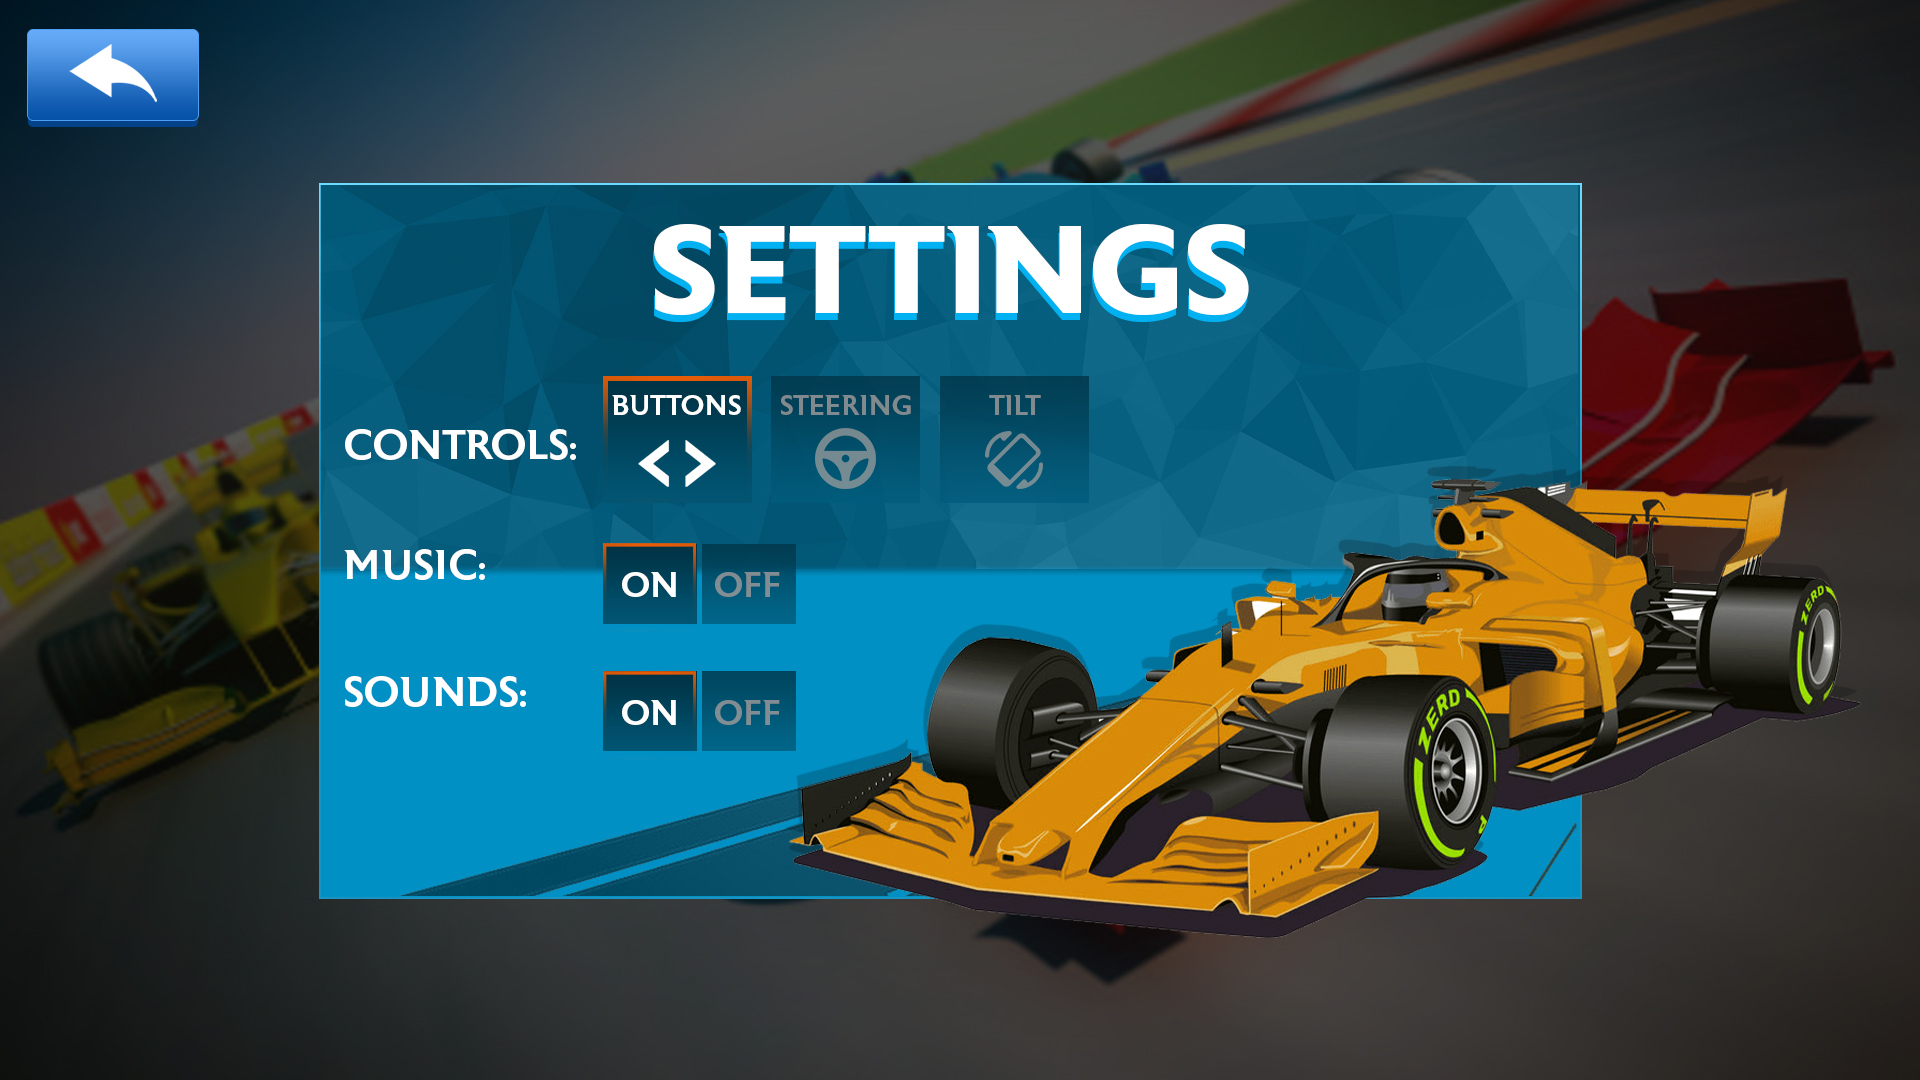 SETTINGS
CONTROLS:
BUTTONS
STEERING
TILT
MUSIC:
ON
OFF
SOUNDS:
ON
OFF
ZERD
ZERD